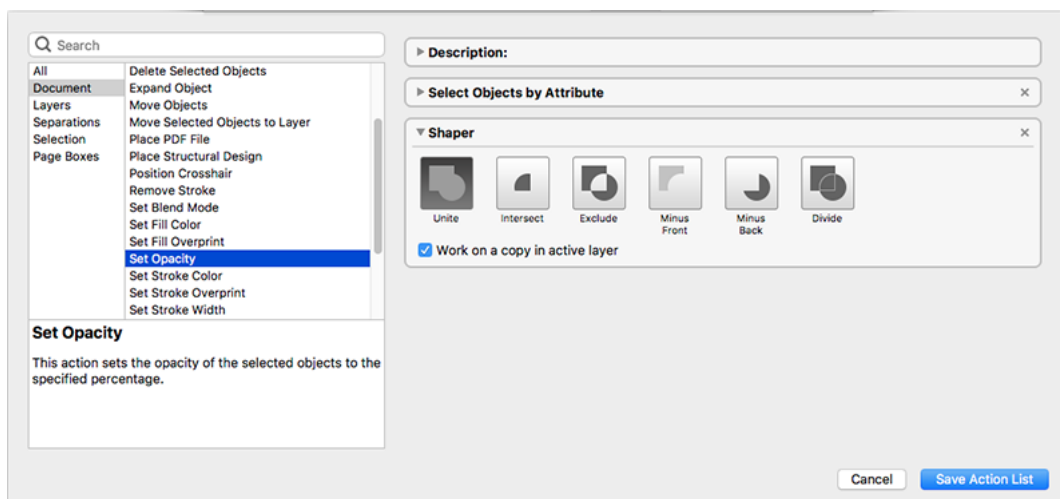 Search
All
Document
Layers
Separations
Selection
Page Boxes
Delete Selected Objects
Expand Object
Move Objects
Move Selected Objects to Layer
Place PDF File
Place Structural Design
Position Crosshair
Remove Stroke
Set Blend Mode
Set Fill Color
Set Fill Overprint
Set Opacity
Set Stroke Color
Set Stroke Overprint
Set Stroke Width
Set Opacity
This action sets the opacity of the selected objects to the
specified percentage.
Description:
Select Objects by Attribute
Shaper
Unite
Intersect
Exclude
Minus
Front
Minus
Back
Divide
Work on a copy in active layer
Cancel
Save Action List